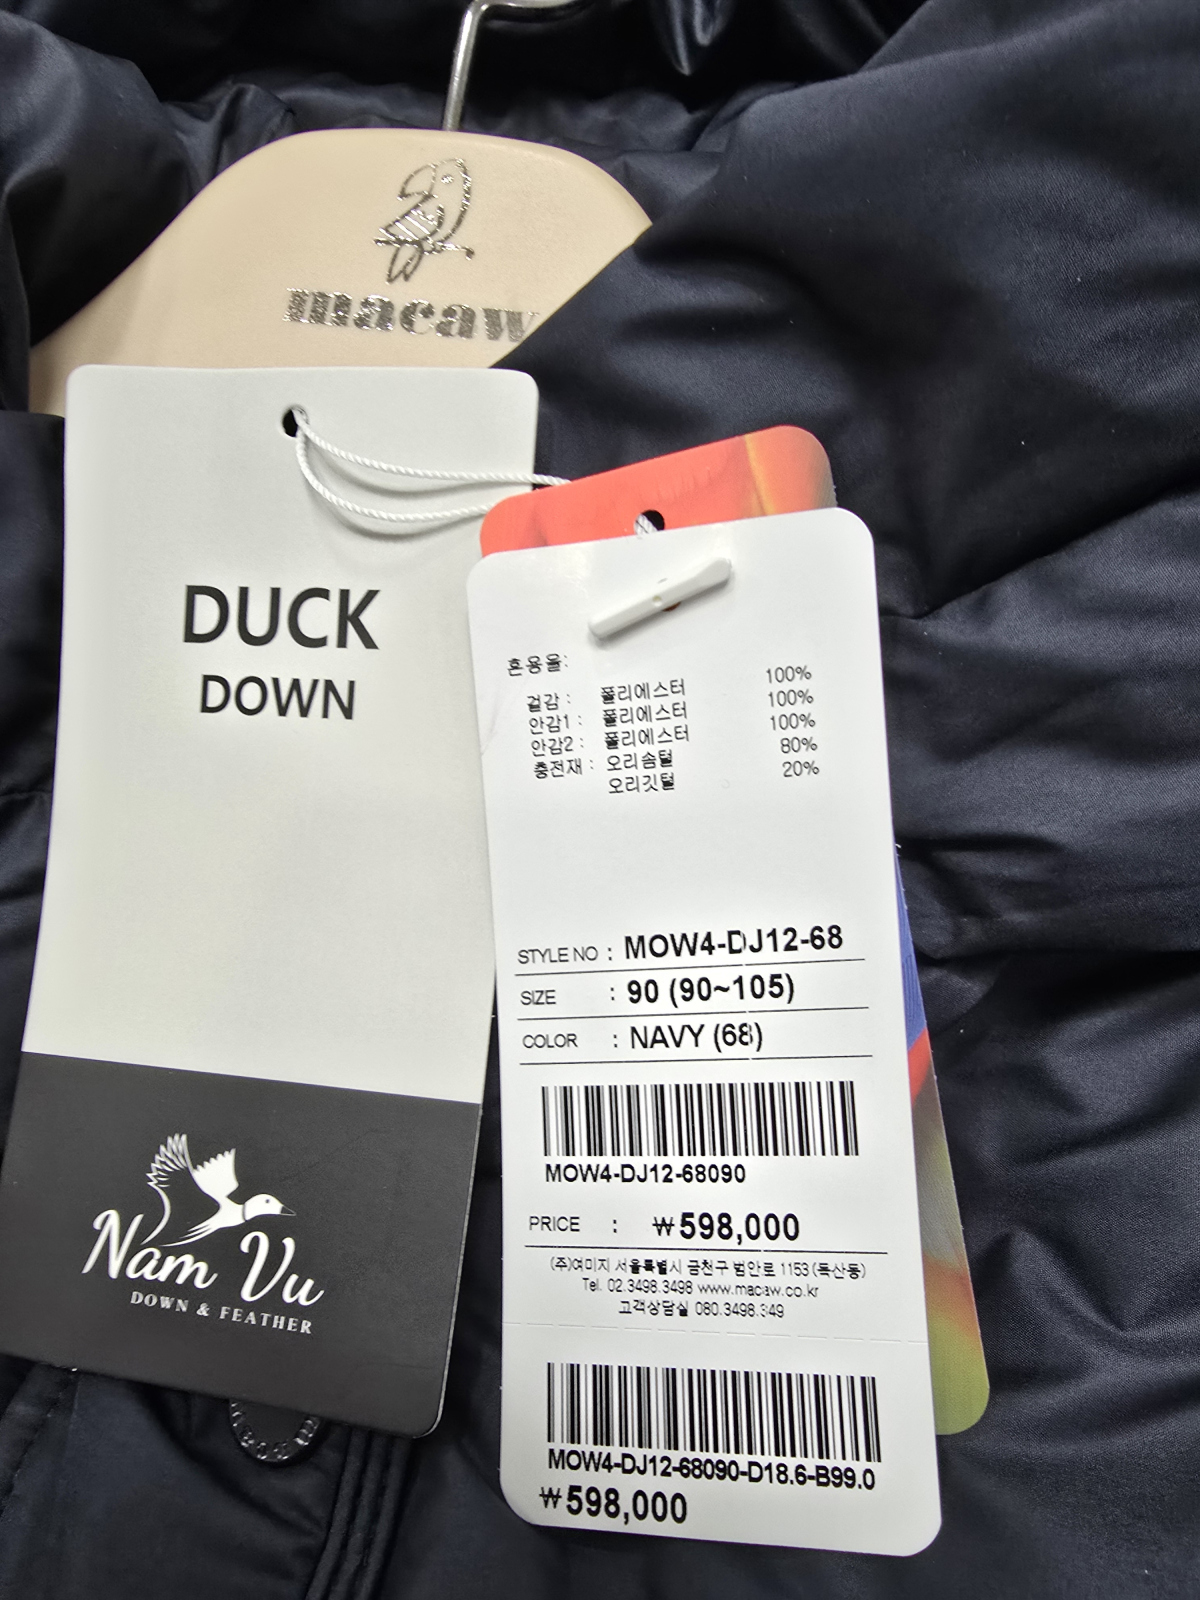 macaw
DUCK
DOWN
Nam Vu
DOWN & FEATHER
혼용율:
겉감 : 폴리에스터 100%
안감1 : 폴리에스터 100%
안감2 : 폴리에스터 100%
충전재 : 오리솜털 80%
오리깃털 20%
STYLE NO : MOW4-DJ12-68
SIZE : 90 (90~105)
COLOR : NAVY (68)
MOW4-DJ12-68090
PRICE : ₩598,000
(주)여미지 서울특별시 금천구 범안로 1153(독산동)
Tel. 02.3498.3498 www.macaw.co.kr
고객상담실
MOW4-DJ12-68090-D18.6-B99.0
₩598,000